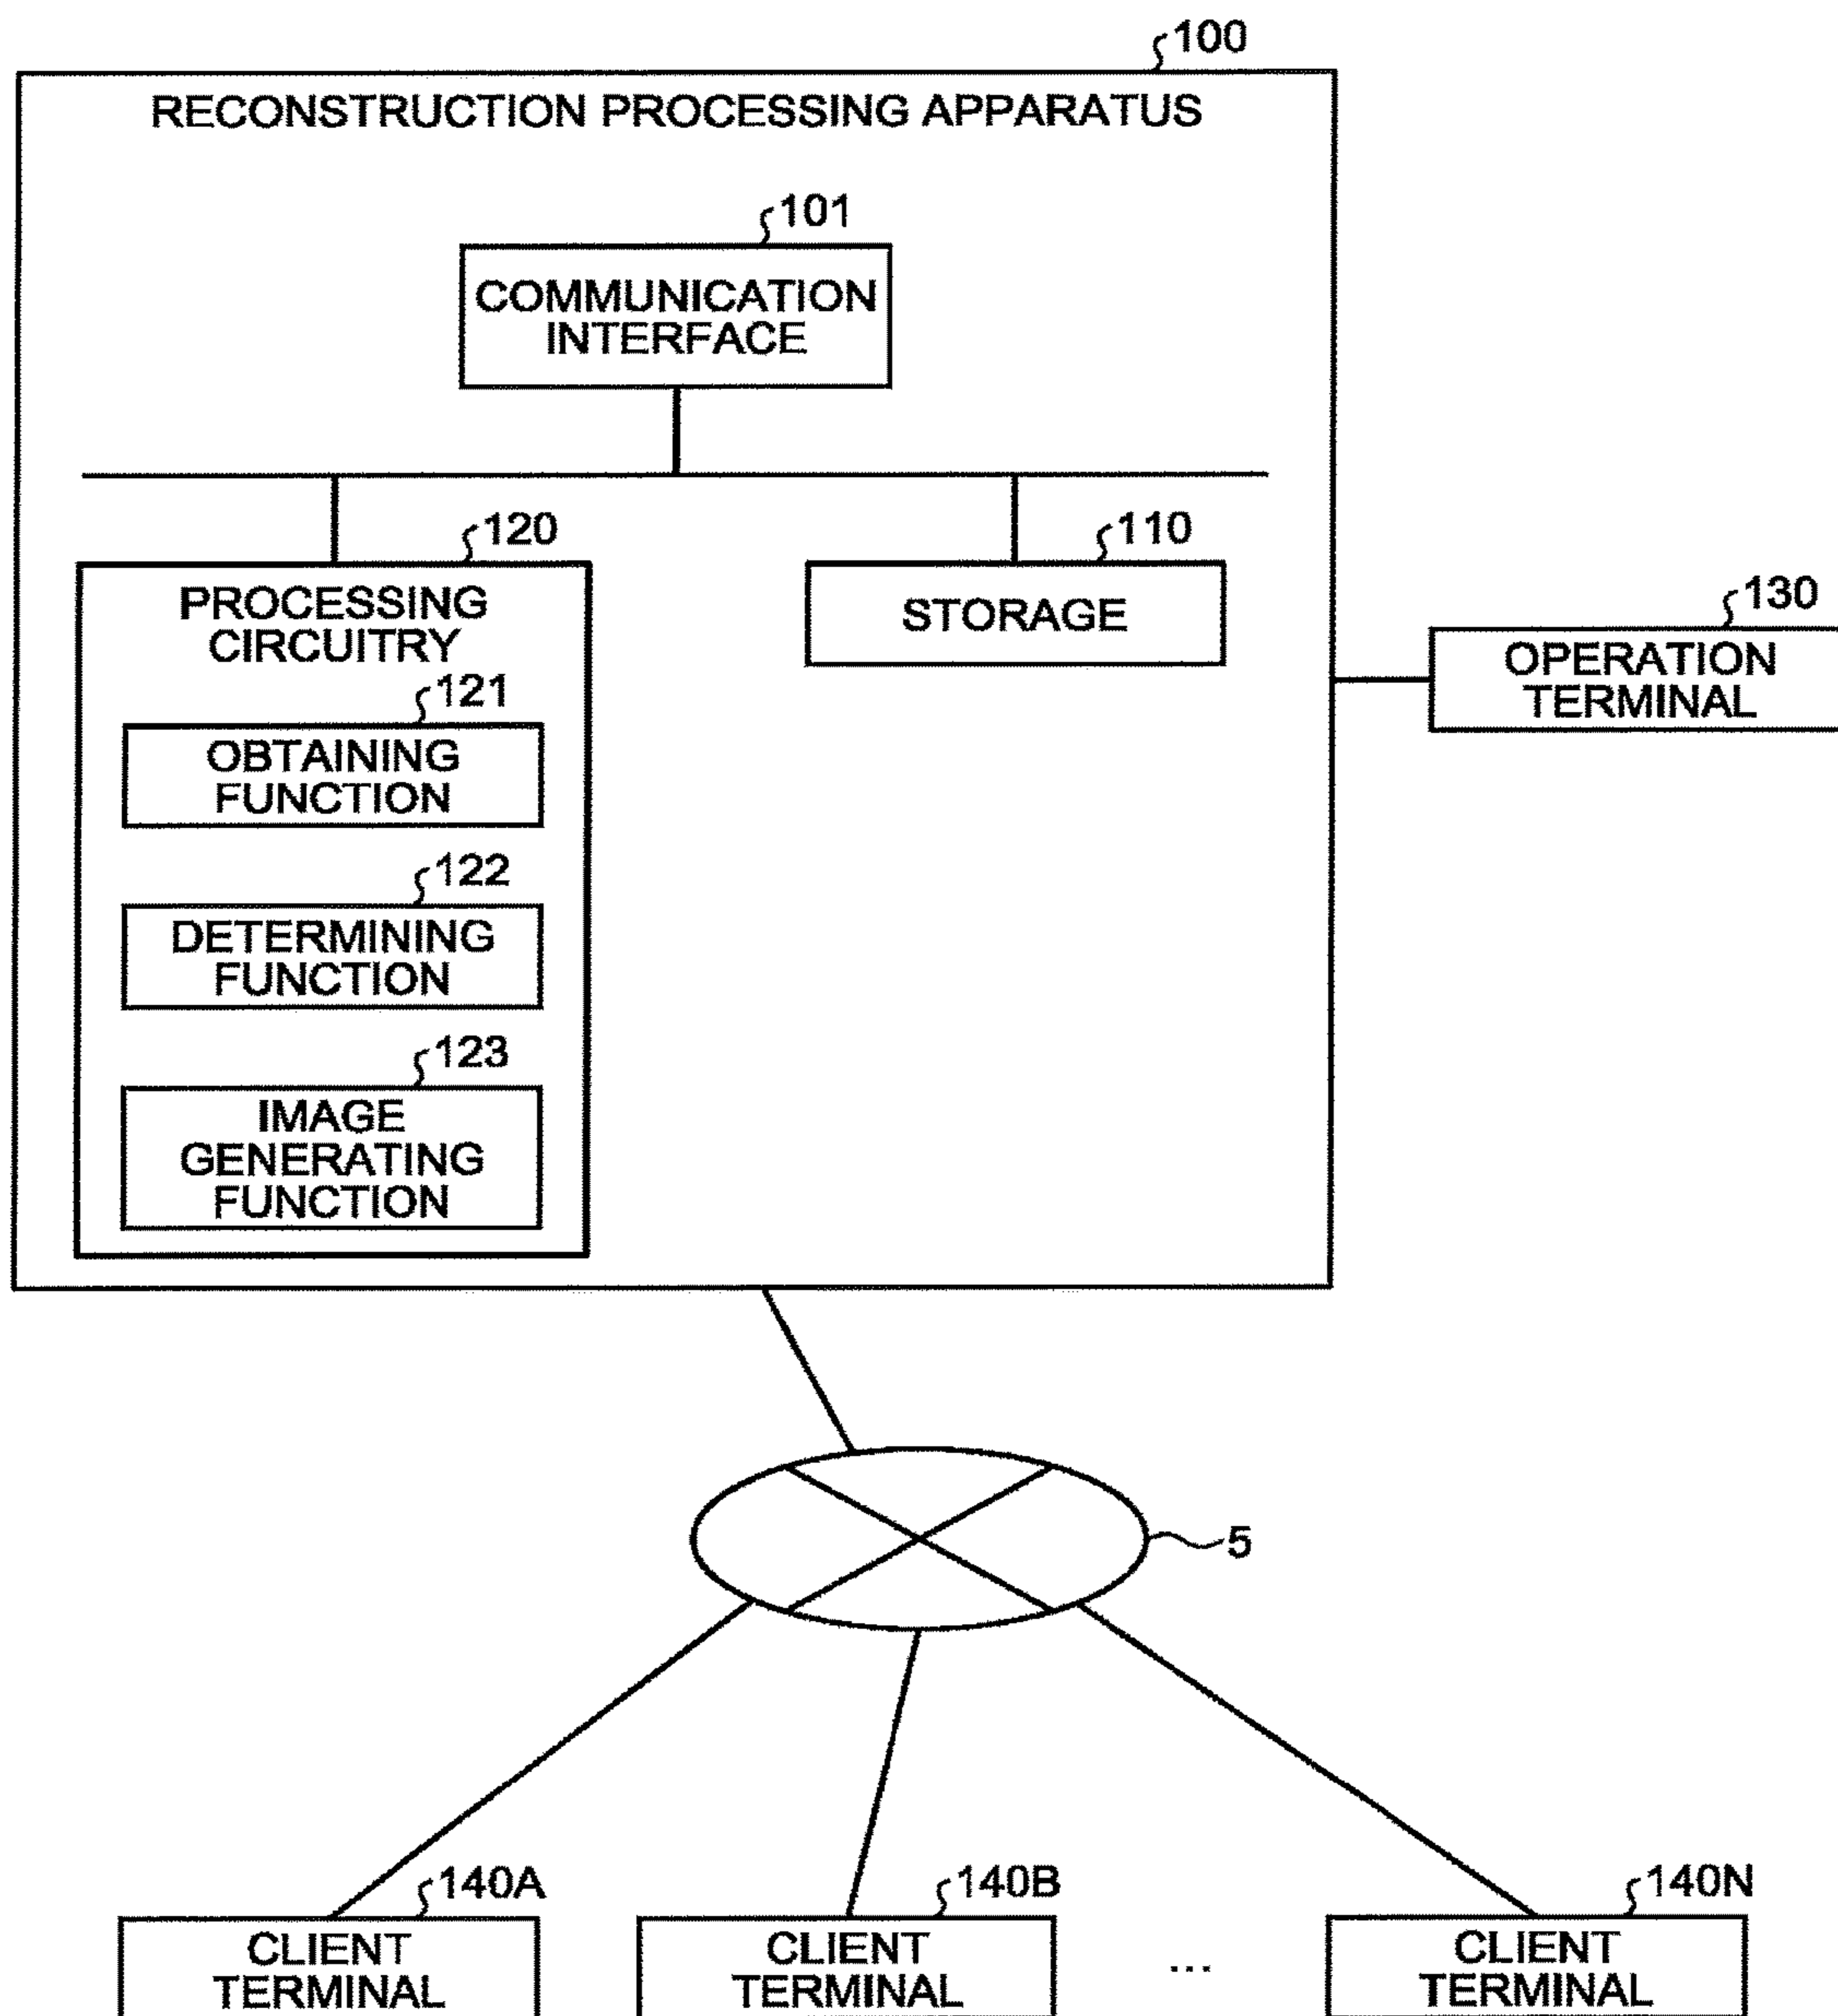 100
RECONSTRUCTION PROCESSING APPARATUS
101
COMMUNICATION
INTERFACE
120
PROCESSING
CIRCUITRY
110
STORAGE
130
OPERATION
TERMINAL
121
OBTAINING
FUNCTION
122
DETERMINING
FUNCTION
123
IMAGE
GENERATING
FUNCTION
5
140A
CLIENT
TERMINAL
140B
CLIENT
TERMINAL
...
140N
CLIENT
TERMINAL